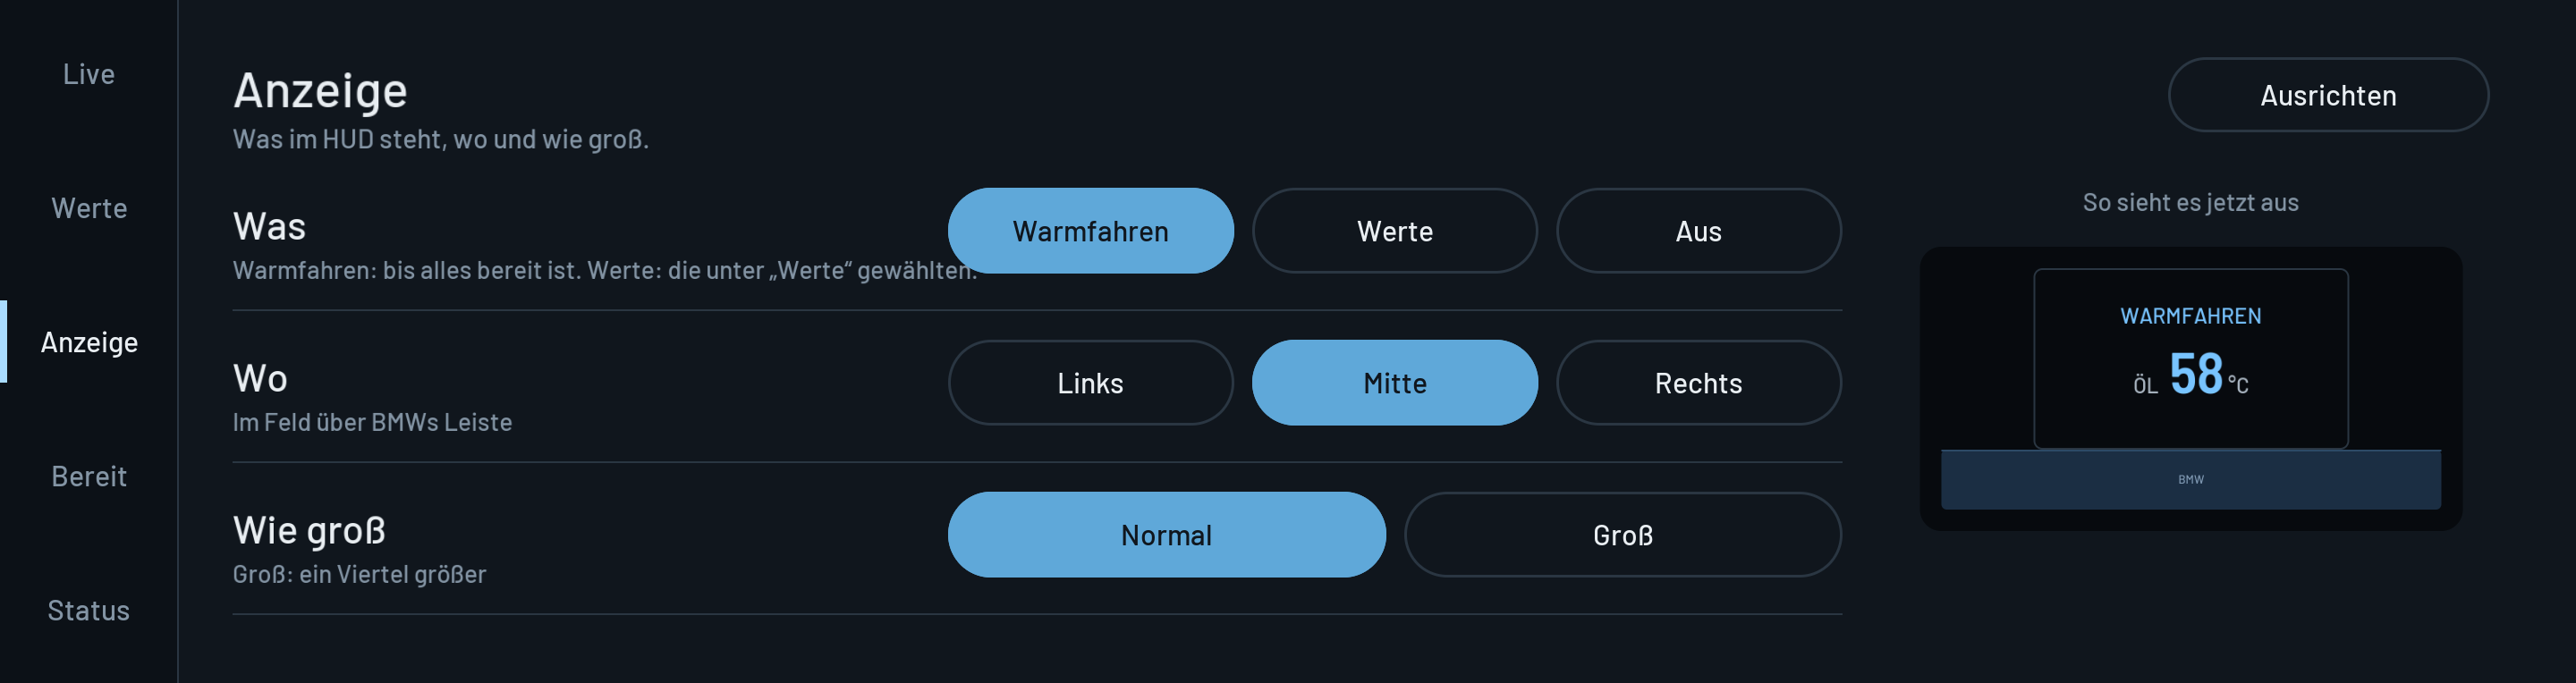 Live
Werte
Anzeige
Bereit
Status
Anzeige
Was im HUD steht, wo und wie groß.
Ausrichten
Was
Warmfahren: bis alles bereit ist. Werte: die unter „Werte“ gewählten.
Warmfahren
Werte
Aus
Wo
Im Feld über BMWs Leiste
Links
Mitte
Rechts
Wie groß
Groß: ein Viertel größer
Normal
Groß
So sieht es jetzt aus
WARMFAHREN
ÖL 58 °C
BMW